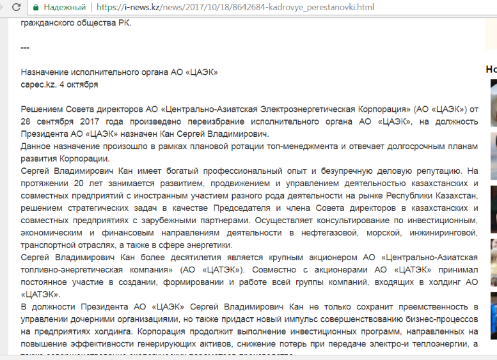 Надежный | https://i-news.kz/news/2017/10/18/8642684-kadrovye_perestanovki.html
гражданского общества РК.
---
Но
Назначение исполнительного органа АО «ЦАЭК»
capec.kz. 4 октября
Решением Совета директоров АО «Центрально-Азиатская Электроэнергетическая Корпорация» (АО «ЦАЭК») от
28 сентября 2017 года произведено переизбрание исполнительного органа АО «ЦАЭК», на должность
Президента АО «ЦАЭК» назначен Кан Сергей Владимирович.
Данное назначение произошло в рамках плановой ротации топ-менеджмента и отвечает долгосрочным планам
развития Корпорации.
Сергей Владимирович Кан имеет богатый профессиональный опыт и безупречную деловую репутацию. На
протяжении 20 лет занимается развитием, продвижением и управлением деятельностью казахстанских и
совместных предприятий с иностранным участием разного рода деятельности на рынке Республики Казахстан,
решением стратегических задач в качестве Председателя и члена Совета директоров в казахстанских и
совместных предприятиях с зарубежными партнерами. Осуществляет консультирование по инвестиционным,
экономическим и финансовым направлениям деятельности в нефтегазовой, морской, инжиниринговой,
транспортной отраслях, а также в сфере энергетики.
Сергей Владимирович Кан более десятилетия является крупным акционером АО «Центрально-Азиатская
топливно-энергетическая компания» (АО «ЦАТЭК»). Совместно с акционерами АО «ЦАТЭК» принимал
постоянное участие в создании, формировании и работе всей группы компаний, входящих в холдинг АО
«ЦАТЭК».
В должности Президента АО «ЦАЭК» Сергей Владимирович Кан не только сохранит преемственность в
управлении дочерними организациями, но также придаст новый импульс совершенствованию бизнес-процессов
на предприятиях холдинга. Корпорация продолжит выполнение инвестиционных программ, направленных на
повышение эффективности генерирующих активов, снижение потерь при передаче электро-и теплоэнергии, а